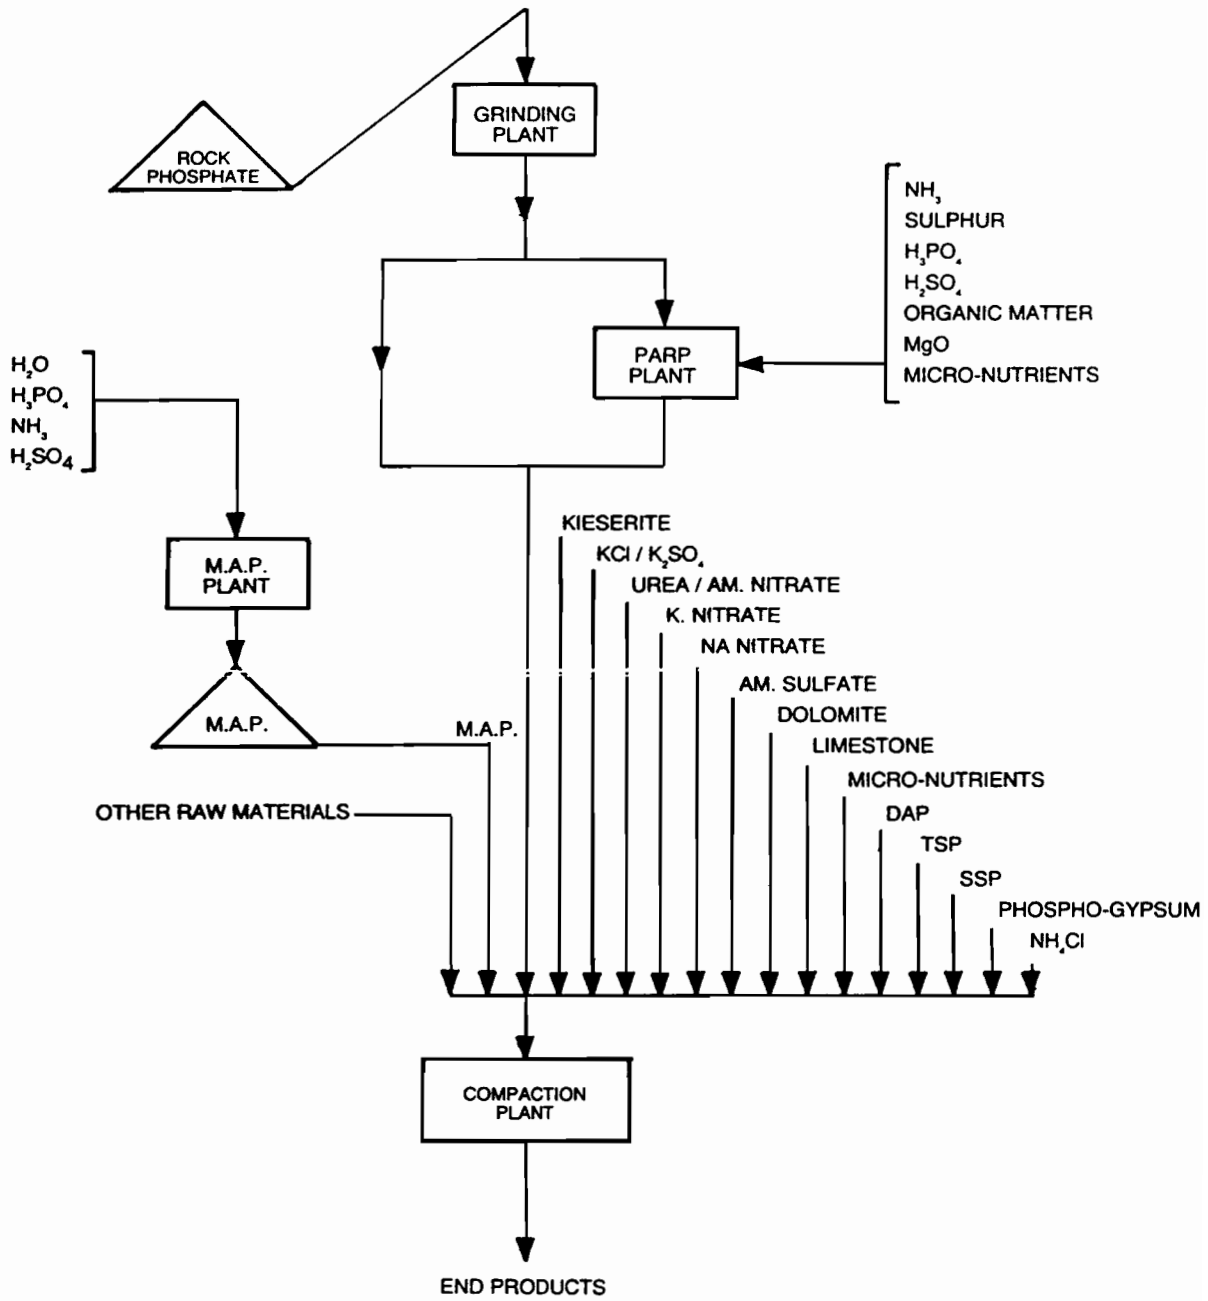 GRINDING
PLANT
ROCK
PHOSPHATE
NH₃
SULPHUR
H₃PO₄
H₂SO₄
ORGANIC MATTER
MgO
MICRO-NUTRIENTS
PARP
PLANT
H₂O
H₃PO₄
NH₃
H₂SO4
M.A.P.
PLANT
M.A.P.
M.A.P.
OTHER RAW MATERIALS
KIESERITE
KCl / K₂SO₄
UREA / AM. NITRATE
K. NITRATE
NA NITRATE
AM. SULFATE
DOLOMITE
LIMESTONE
MICRO-NUTRIENTS
DAP
TSP
SSP
PHOSPHO-GYPSUM
NH₄Cl
COMPACTION
PLANT
END PRODUCTS